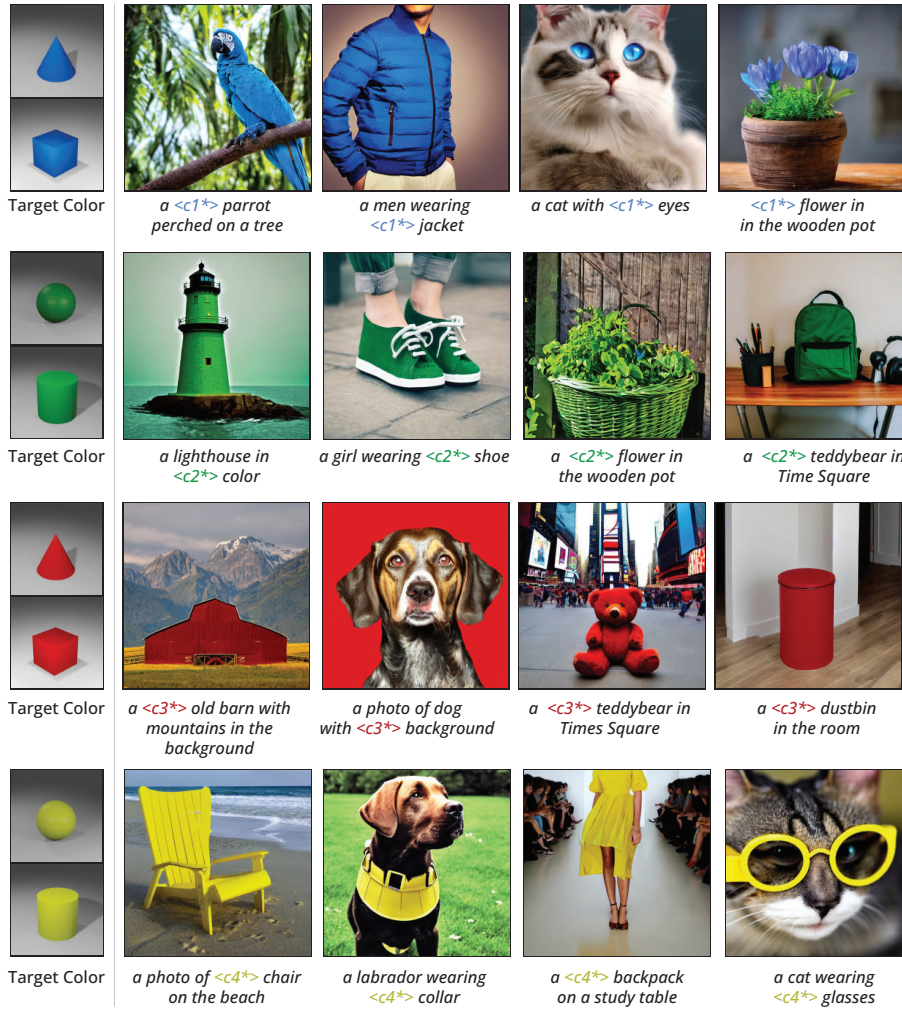 Target Color
a <c1*> parrot
perched on a tree
a men wearing
<c1*> jacket
a cat with <c1*> eyes
<c1*> flower in
in the wooden pot
Target Color
a lighthouse in
<c2*> color
a girl wearing <c2*> shoe
a <c2*> flower in
the wooden pot
a <c2*> teddybear in
Time Square
Target Color
a <c3*> old barn with
mountains in the
background
a photo of dog
with <c3*> background
a <c3*> teddybear in
Times Square
a <c3*> dustbin
in the room
Target Color
a photo of <c4*> chair
on the beach
a labrador wearing
<c4*> collar
a <c4*> backpack
on a study table
a cat wearing
<c4*> glasses